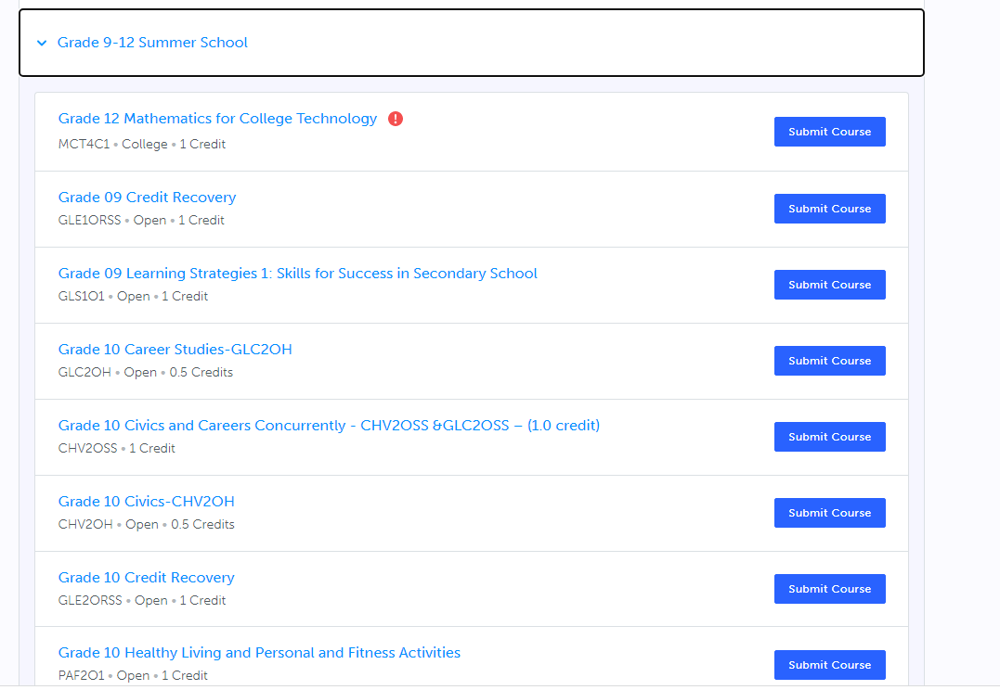 Grade 9-12 Summer School
Grade 12 Mathematics for College Technology !
MCT4C1 • College • 1 Credit
Submit Course
Grade 09 Credit Recovery
GLE1ORSS • Open • 1 Credit
Submit Course
Grade 09 Learning Strategies 1: Skills for Success in Secondary School
GLS1O1 • Open • 1 Credit
Submit Course
Grade 10 Career Studies-GLC2OH
GLC2OH • Open • 0.5 Credits
Submit Course
Grade 10 Civics and Careers Concurrently - CHV2OSS &GLC2OSS – (1.0 credit)
CHV2OSS • 1 Credit
Submit Course
Grade 10 Civics-CHV2OH
CHV2OH • Open • 0.5 Credits
Submit Course
Grade 10 Credit Recovery
GLE2ORSS • Open • 1 Credit
Submit Course
Grade 10 Healthy Living and Personal and Fitness Activities
PAF2O1 • Open • 1 Credit
Submit Course